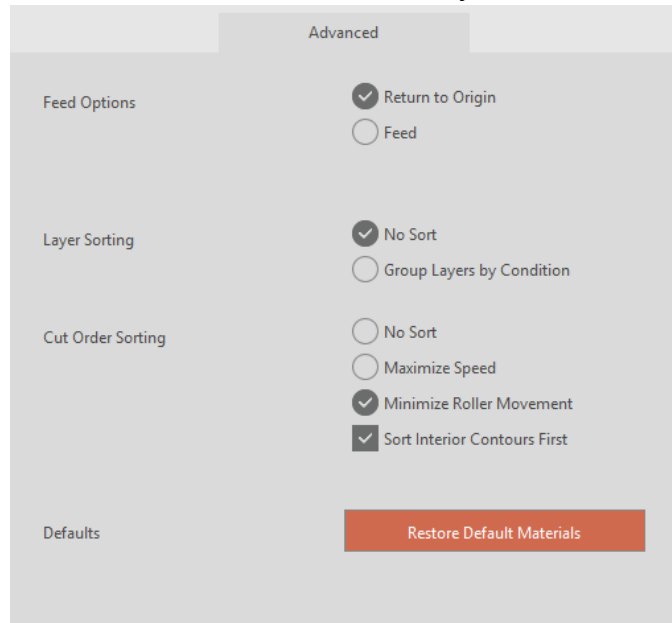 Advanced
Feed Options
Return to Origin
Feed
Layer Sorting
No Sort
Group Layers by Condition
Cut Order Sorting
No Sort
Maximize Speed
Minimize Roller Movement
Sort Interior Contours First
Defaults
Restore Default Materials